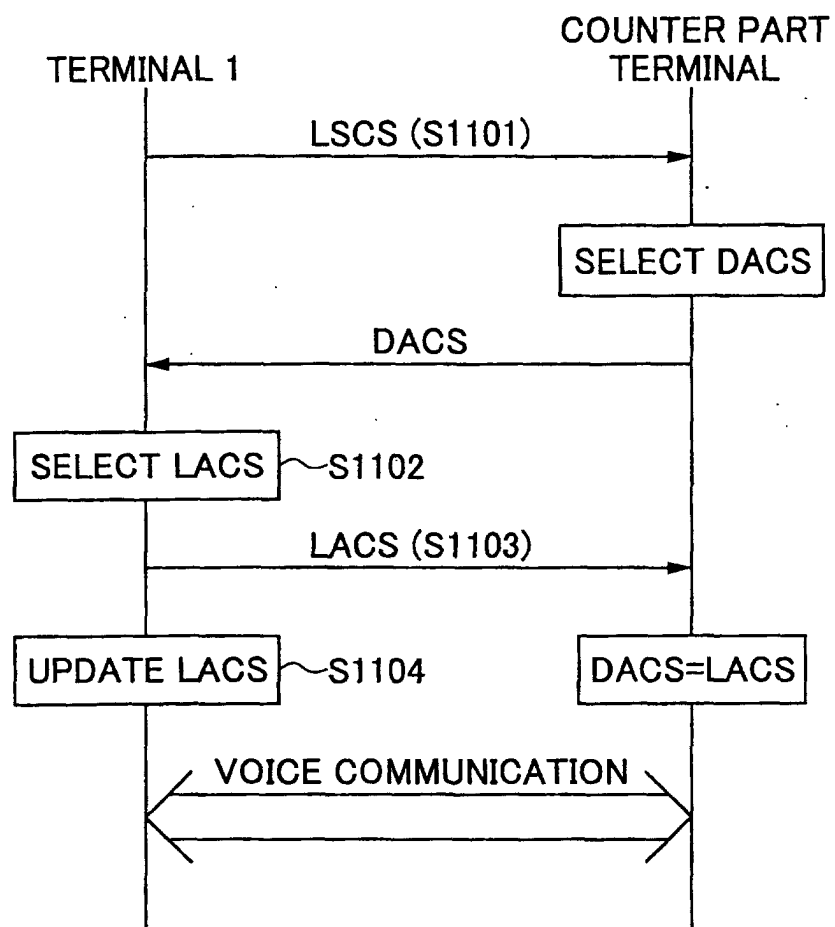 TERMINAL 1
COUNTER PART
TERMINAL
LSCS (S1101)
SELECT DACS
DACS
SELECT LACS
S1102
LACS (S1103)
UPDATE LACS
S1104
DACS=LACS
VOICE COMMUNICATION